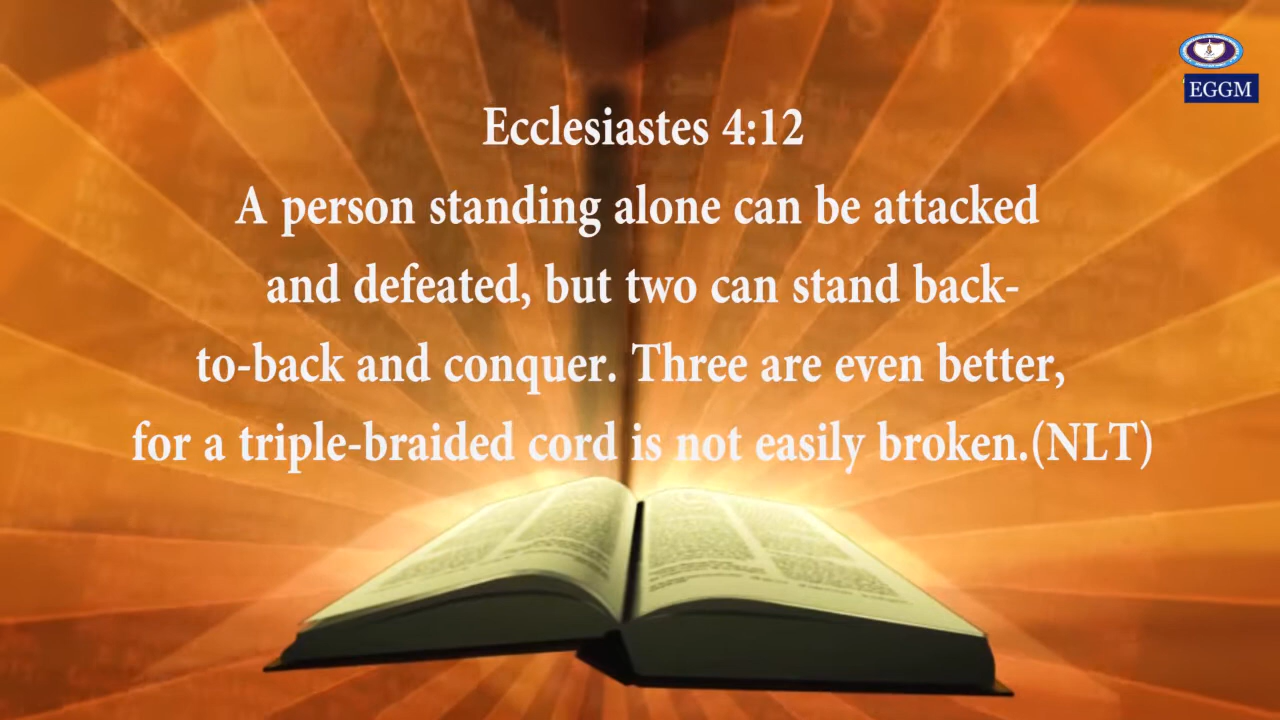 EGGM
Ecclesiastes 4:12
A person standing alone can be attacked
and defeated, but two can stand back-
to-back and conquer. Three are even better,
for a triple-braided cord is not easily broken.(NLT)